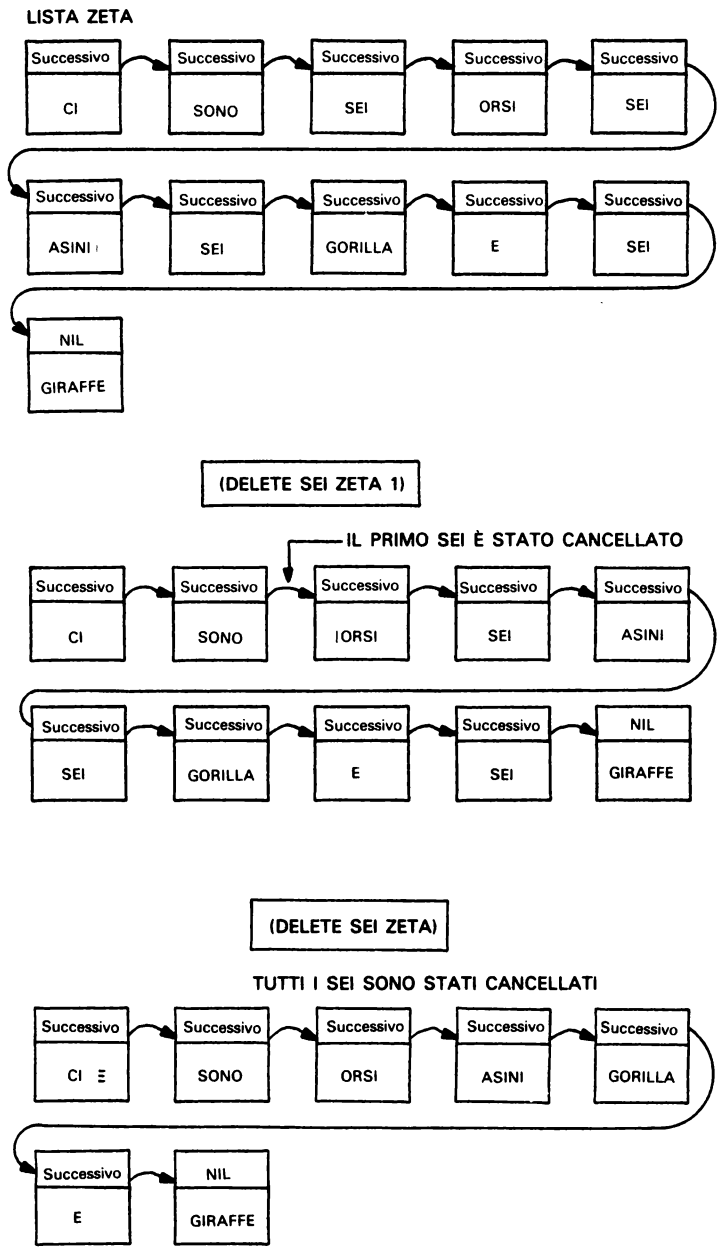 LISTA ZETA
Successivo Successivo Successivo Successivo Successivo
CI SONO SEI ORSI SEI
Successivo Successivo Successivo Successivo Successivo
ASINI SEI GORILLA E SEI
NIL
GIRAFFE
(DELETE SEI ZETA 1)
IL PRIMO SEI È STATO CANCELLATO
Successivo Successivo Successivo Successivo Successivo
CI SONO ORSI SEI ASINI
Successivo Successivo Successivo Successivo NIL
SEI GORILLA E SEI GIRAFFE
(DELETE SEI ZETA)
TUTTI I SEI SONO STATI CANCELLATI
Successivo Successivo Successivo Successivo Successivo
CI SONO ORSI ASINI GORILLA
Successivo NIL
E GIRAFFE